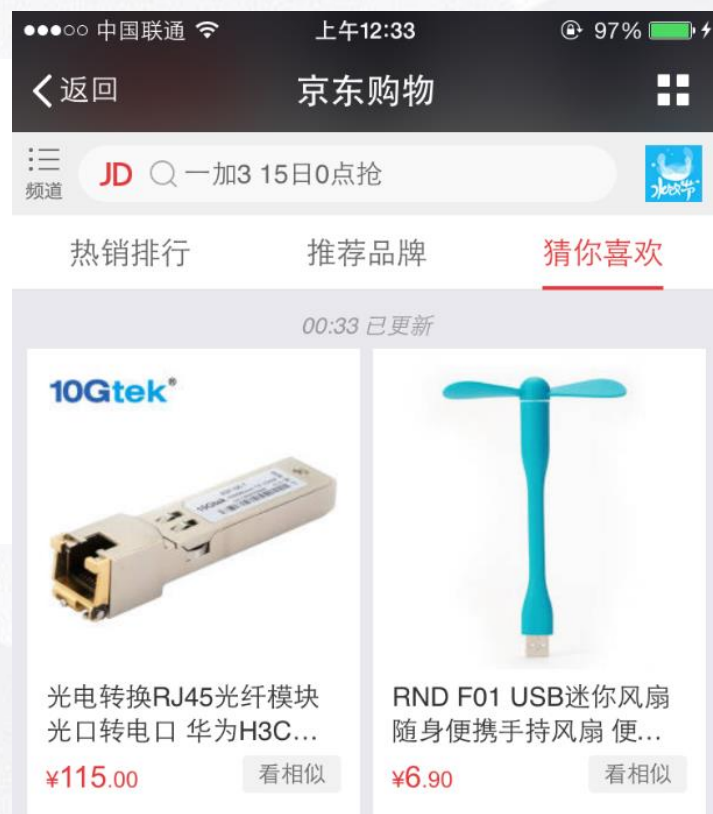 中国联通 上午12:33 97%
返回 京东购物
频道 JD 一加3 15日0点抢
热销排行 推荐品牌 猜你喜欢
00:33 已更新
10Gtek®
10Gtek
光电转换RJ45光纤模块
光口转电口 华为H3C...
¥115.00 看相似
RND F01 USB迷你风扇
随身便携手持风扇 便...
¥6.90 看相似